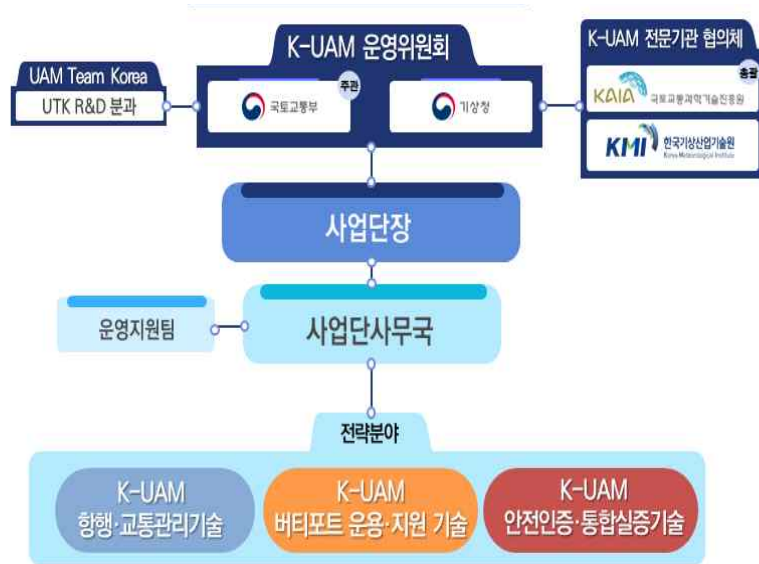 K-UAM 운영위원회
주관
국토교통부
기상청
UAM Team Korea
UTK R&D 분과
K-UAM 전문기관 협의체
총괄
KAIA 국토교통과학기술진흥원
KMI 한국기상산업기술원
Korea Meteorological Institute
사업단장
운영지원팀
사업단사무국
전략분야
K-UAM
항행·교통관리기술
K-UAM
버티포트 운용·지원 기술
K-UAM
안전인증·통합실증기술